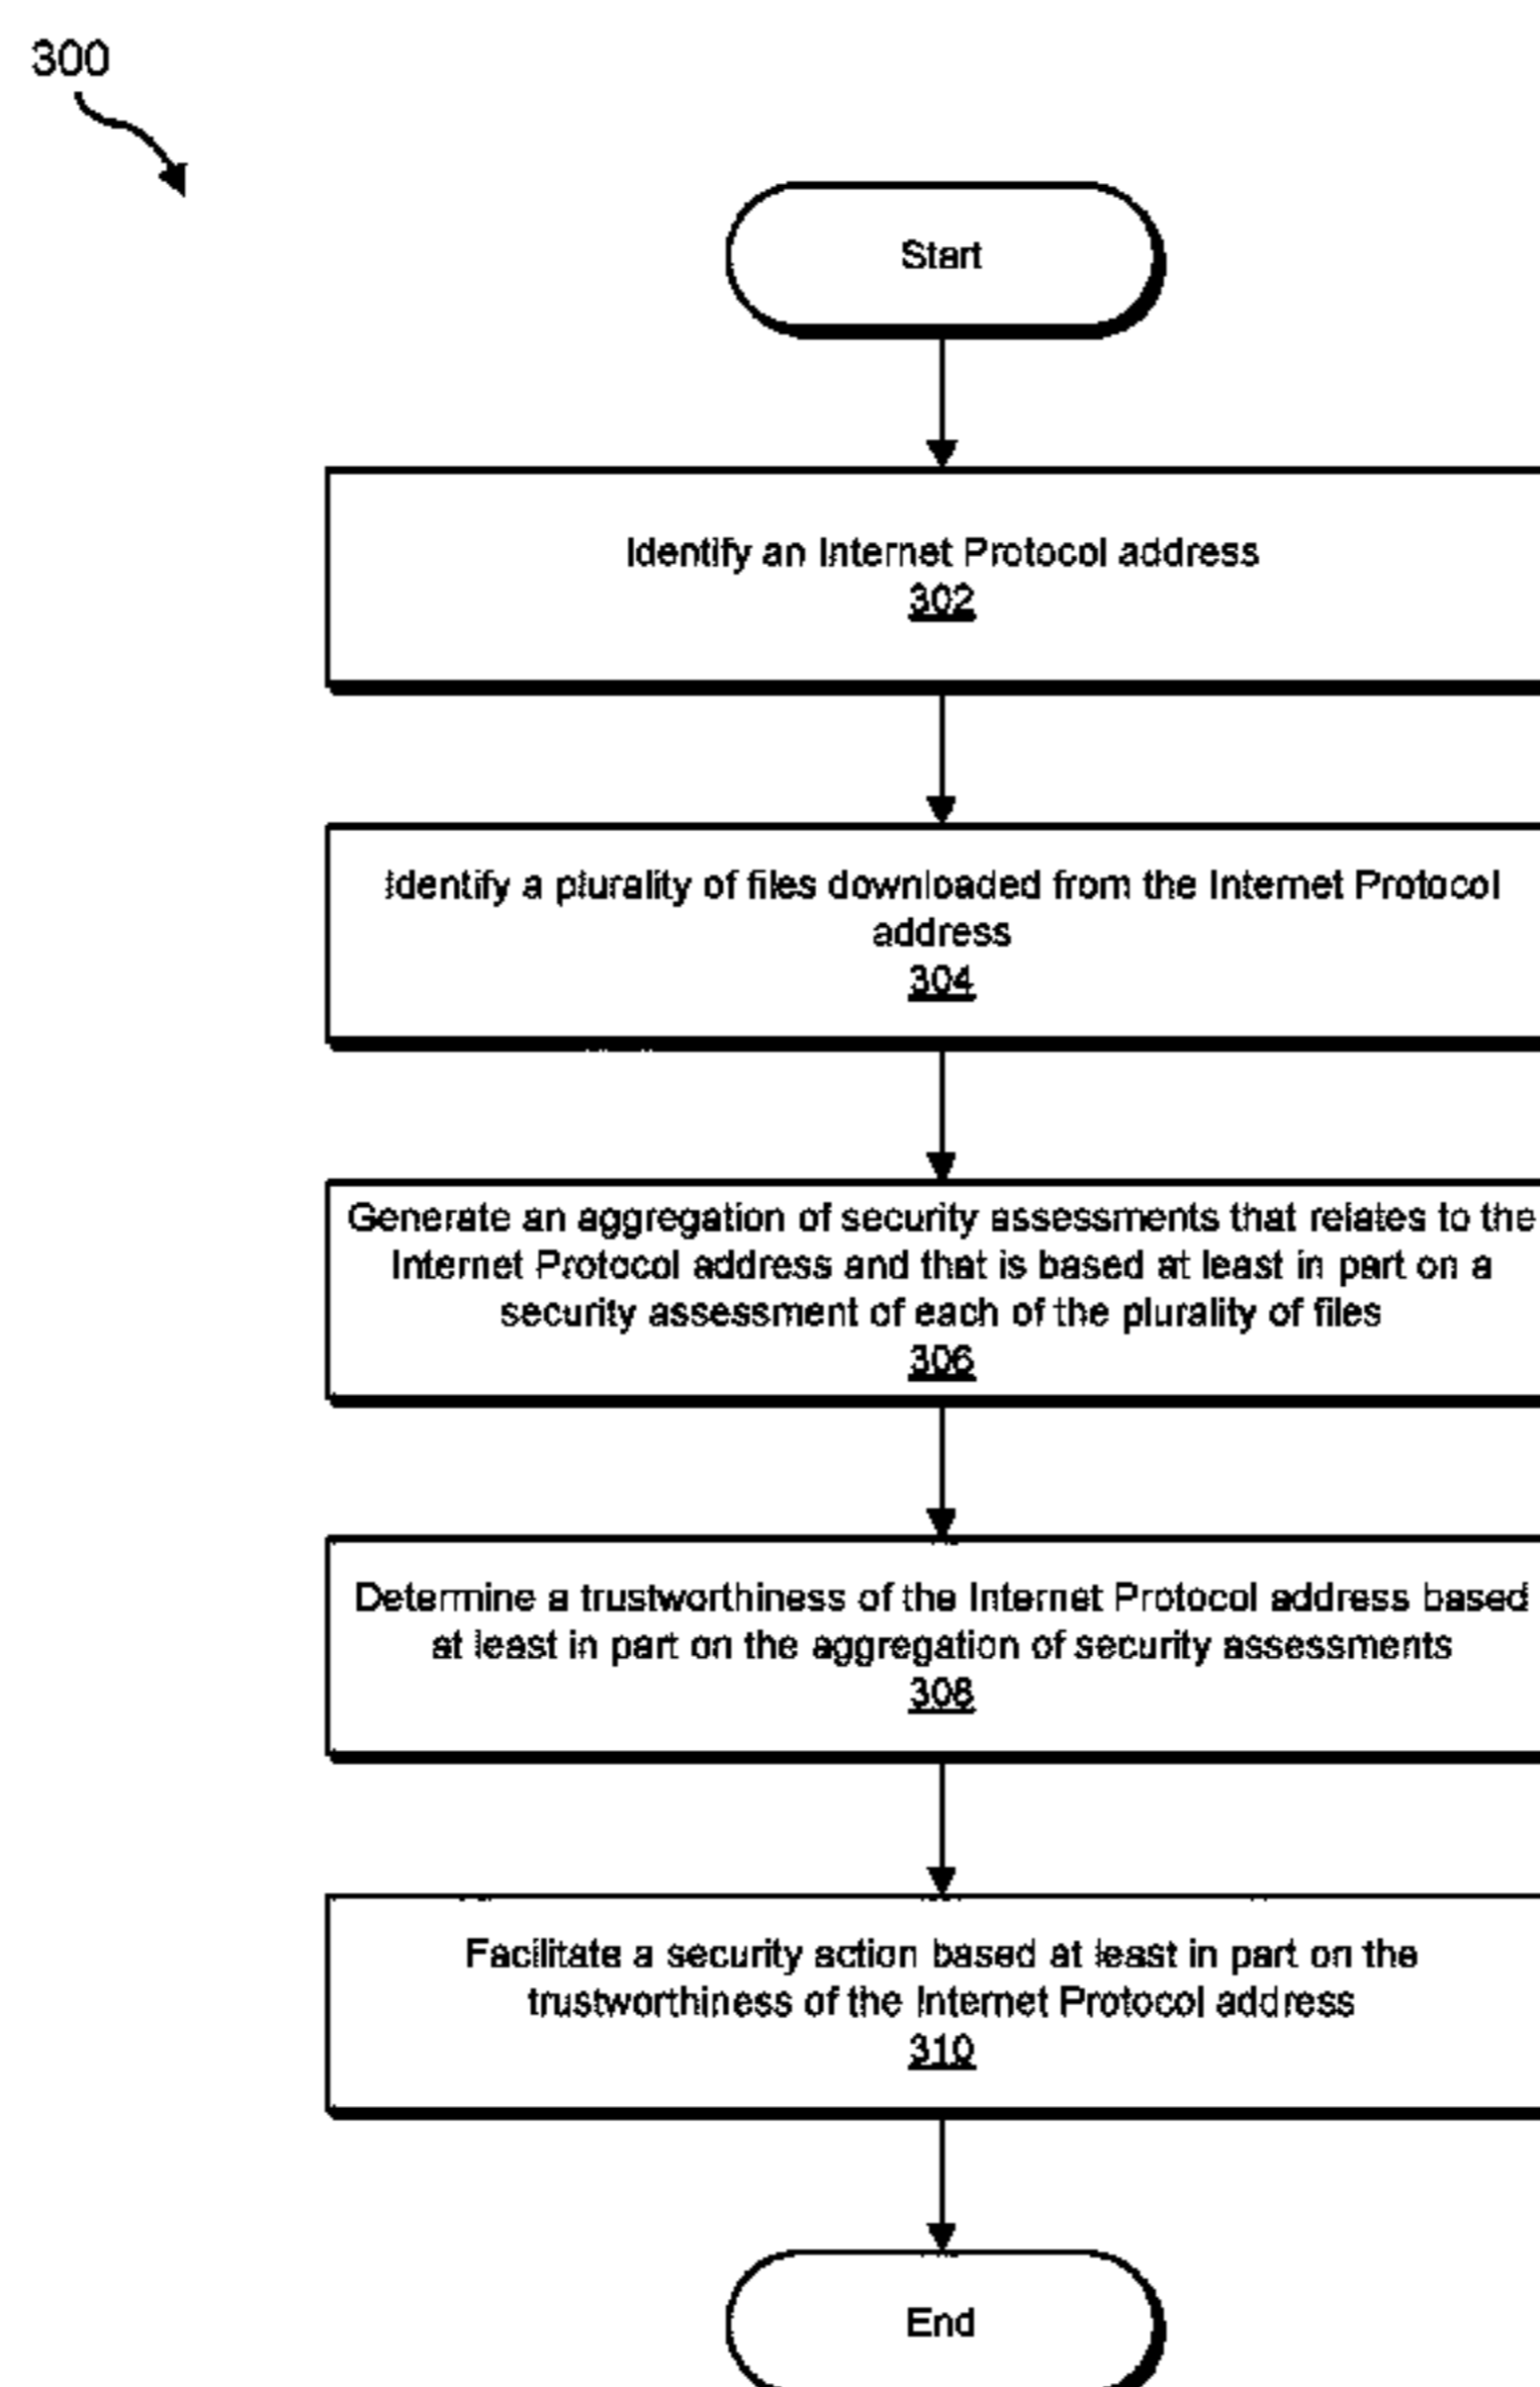 300
Start
Identify an Internet Protocol address
302
Identify a plurality of files downloaded from the Internet Protocol
address
304
Generate an aggregation of security assessments that relates to the
Internet Protocol address and that is based at least in part on a
security assessment of each of the plurality of files
306
Determine a trustworthiness of the Internet Protocol address based
at least in part on the aggregation of security assessments
308
Facilitate a security action based at least in part on the
trustworthiness of the Internet Protocol address
310
End